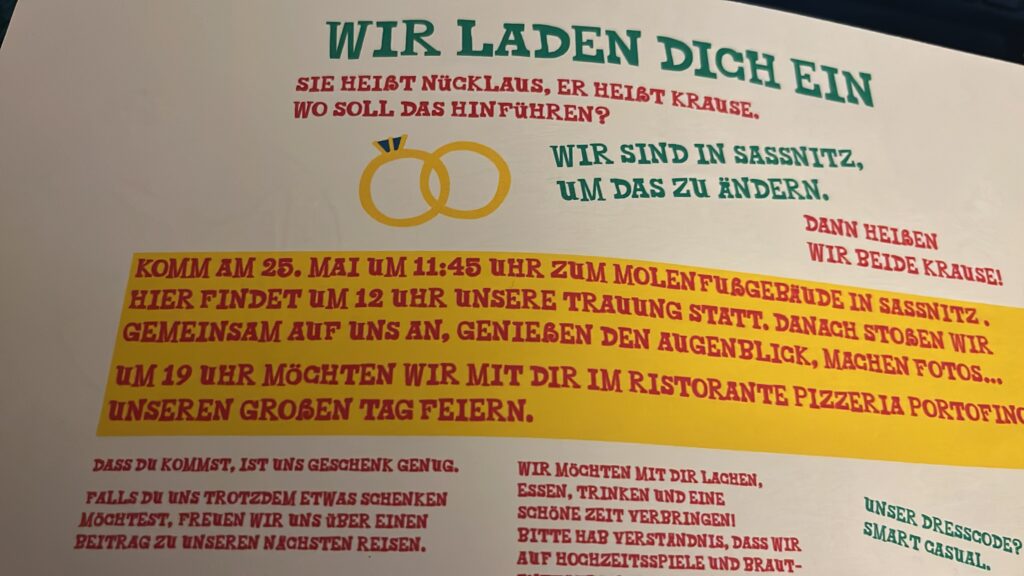 WIR LADEN DICH EIN
SIE HEIßT NÜCKLAUS, ER HEIßT KRAUSE.
WO SOLL DAS HINFÜHREN?
WIR SIND IN SASSNITZ,
UM DAS ZU ÄNDERN.
DANN HEIßEN
WIR BEIDE KRAUSE!
KOMM AM 25. MAI UM 11:45 UHR ZUM MOLENFUßGEBÄUDE IN SASSNITZ.
HIER FINDET UM 12 UHR UNSERE TRAUUNG STATT. DANACH STOßEN WIR
GEMEINSAM AUF UNS AN, GENIEßEN DEN AUGENBLICK, MACHEN FOTOS...
UM 19 UHR MÖCHTEN WIR MIT DIR IM RISTORANTE PIZZERIA PORTOFINO
UNSEREN GROßEN TAG FEIERN.
DASS DU KOMMST, IST UNS GESCHENK GENUG.
FALLS DU UNS TROTZDEM ETWAS SCHENKEN
MÖCHTEST, FREUEN WIR UNS ÜBER EINEN
BEITRAG ZU UNSEREN NÄCHSTEN REISEN.
WIR MÖCHTEN MIT DIR LACHEN,
ESSEN, TRINKEN UND EINE
SCHÖNE ZEIT VERBRINGEN!
BITTE HAB VERSTÄNDNIS, DASS WIR
AUF HOCHZEITSSPIELE UND BRAUT-
UNSER DRESSCODE?
SMART CASUAL.